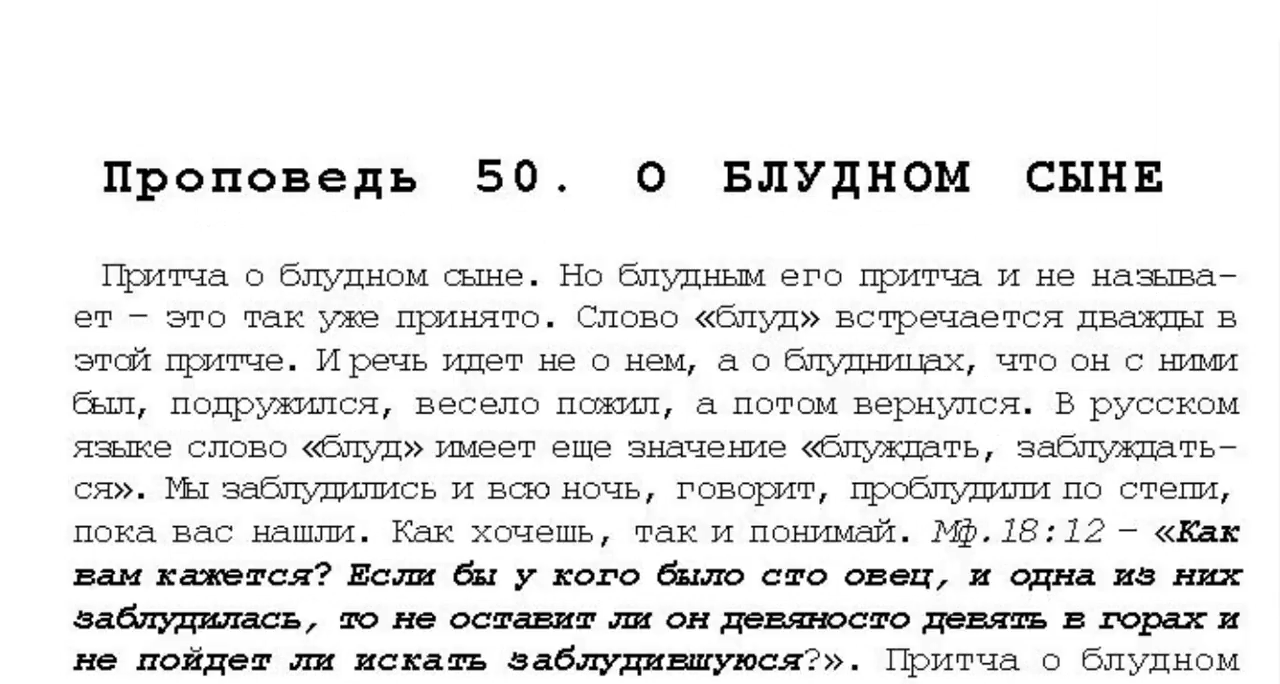 Проповедь 50. О БЛУДНОМ СЫНЕ
Притча о блудном сыне. Но блудным его притча и не называ-
ет – это так уже принято. Слово «блуд» встречается дважды в
этой притче. И речь идет не о нем, а о блудницах, что он с ними
был, подружился, весело пожил, а потом вернулся. В русском
языке слово «блуд» имеет еще значение «блуждать, заблуждать-
ся». Мы заблудились и всю ночь, говорит, проблудили по степи,
пока вас нашли. Как хочешь, так и понимай. Мф.18:12 – «Как
вам кажется? Если бы у кого было сто овец, и одна из них
заблудилась, то не оставит ли он девяносто девять в горах и
не пойдет ли искать заблудившуюся?». Притча о блудном